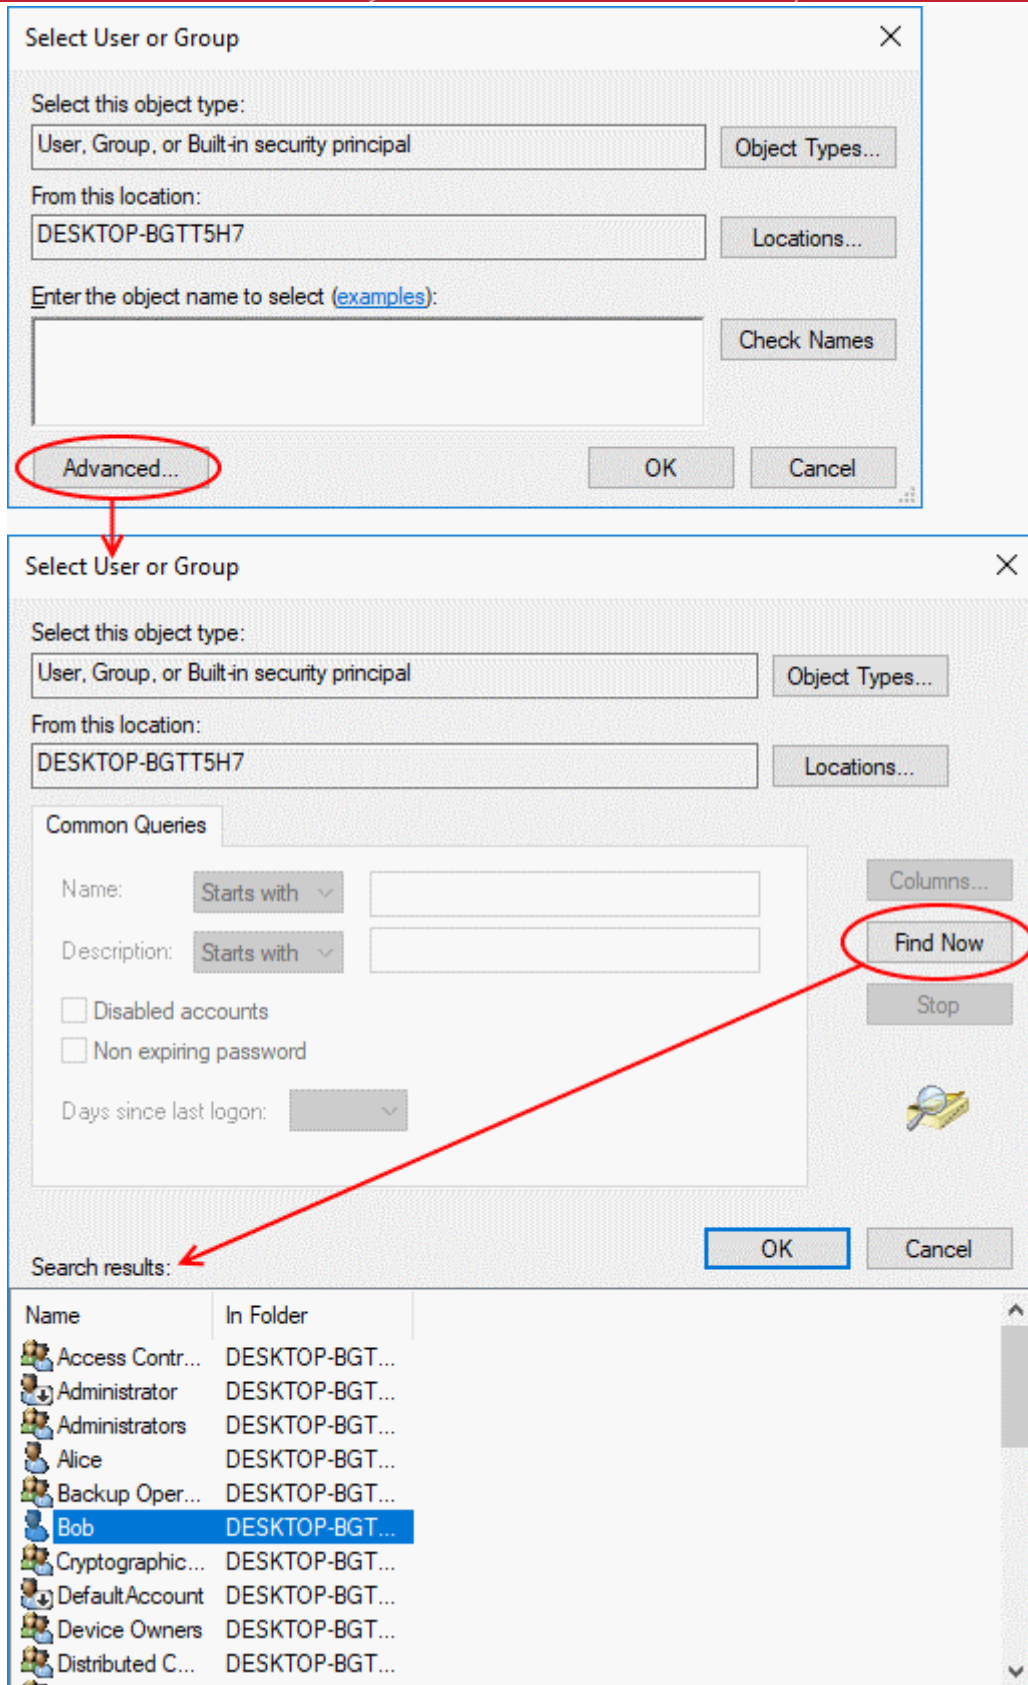 Select User or Group
Select this object type:
User, Group, or Built-in security principal
Object Types...
From this location:
DESKTOP-BGTT5H7
Locations...
Enter the object name to select (examples):
Check Names
Advanced...
OK
Cancel
Select User or Group
Select this object type:
User, Group, or Built-in security principal
Object Types...
From this location:
DESKTOP-BGTT5H7
Locations...
Common Queries
Name:
Starts with
Columns...
Description:
Starts with
Find Now
Disabled accounts
Stop
Non expiring password
Days since last logon:
OK
Cancel
Search results:
Name In Folder
Access Contr... DESKTOP-BGT...
Administrator DESKTOP-BGT...
Administrators DESKTOP-BGT...
Alice DESKTOP-BGT...
Backup Oper... DESKTOP-BGT...
Bob DESKTOP-BGT...
Cryptographic... DESKTOP-BGT...
DefaultAccount DESKTOP-BGT...
Device Owners DESKTOP-BGT...
Distributed C... DESKTOP-BGT...